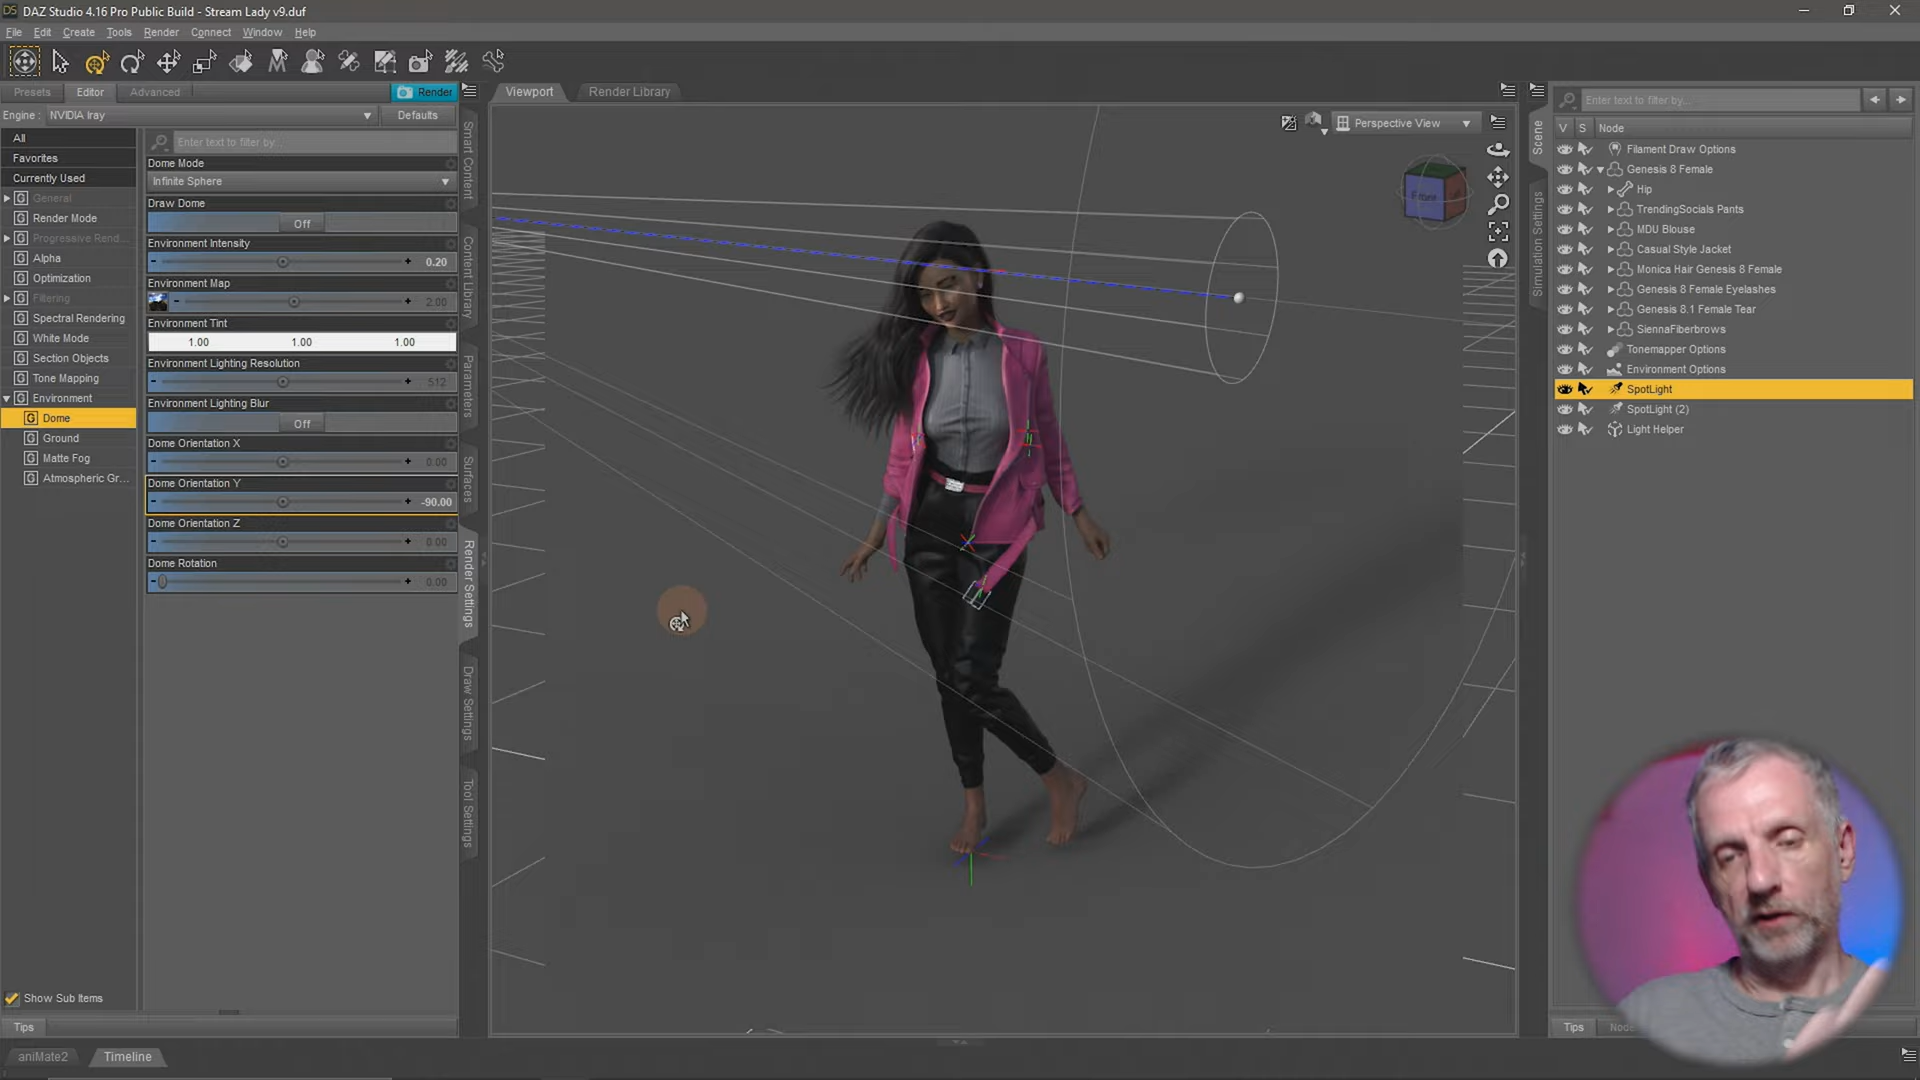 DS DAZ Studio 4.16 Pro Public Build - Stream Lady v9.duf
File Edit Create Tools Render Connect Window Help
Presets Editor Advanced Render
Engine : NVIDIA Iray Defaults
All
Favorites
Currently Used
General
Render Mode
Progressive Rend...
Alpha
Optimization
Filtering
Spectral Rendering
White Mode
Section Objects
Tone Mapping
Environment
Dome
Ground
Matte Fog
Atmospheric Gr...
Show Sub Items
Tips
Enter text to filter by...
Dome Mode
Infinite Sphere
Draw Dome
Off
Environment Intensity
0.20
Environment Map
2.00
Environment Tint
1.00 1.00 1.00
Environment Lighting Resolution
512
Environment Lighting Blur
Off
Dome Orientation X
0.00
Dome Orientation Y
-90.00
Dome Orientation Z
0.00
Dome Rotation
0.00
Smart Content
Content Library
Parameters
Surfaces
Render Settings
Draw Settings
Tool Settings
Viewport Render Library
Perspective View
Front
Scene
Simulation Settings
Enter text to filter by...
V S Node
Filament Draw Options
Genesis 8 Female
Hip
TrendingSocials Pants
MDU Blouse
Casual Style Jacket
Monica Hair Genesis 8 Female
Genesis 8 Female Eyelashes
Genesis 8.1 Female Tear
SiennaFiberbrows
Tonemapper Options
Environment Options
SpotLight
SpotLight (2)
Light Helper
Tips
aniMate2 Timeline